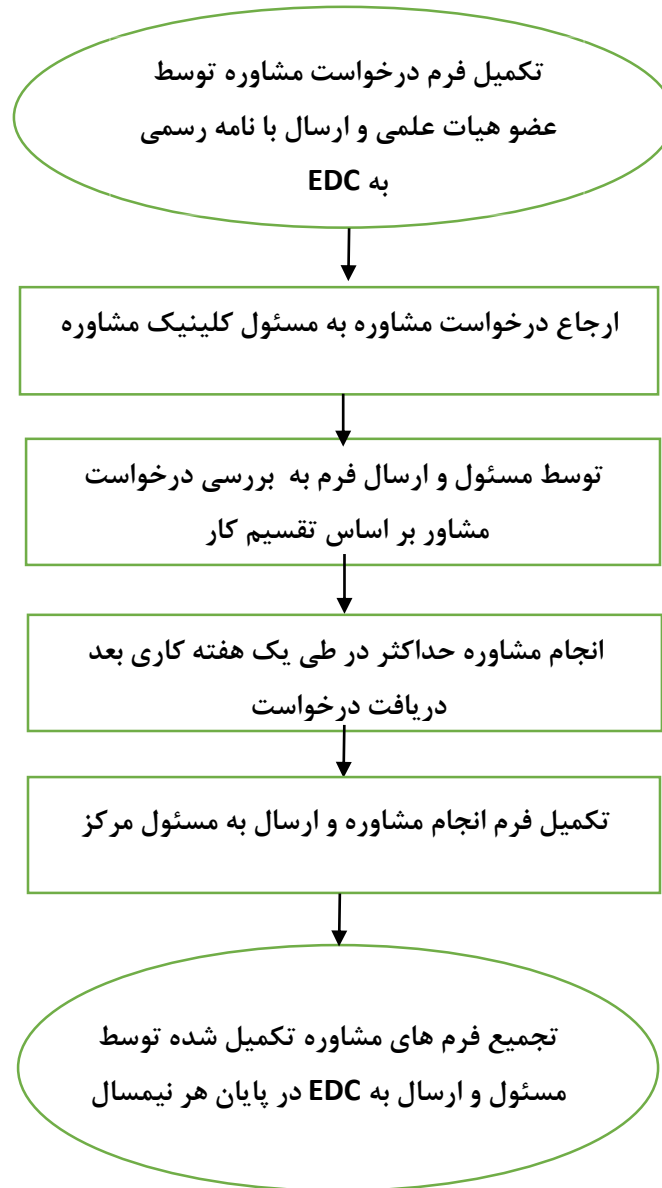 تکمیل فرم درخواست مشاوره توسط
عضو هیات علمی و ارسال با نامه رسمی
به EDC
ارجاع درخواست مشاوره به مسئول کلینیک مشاوره
توسط مسئول و ارسال فرم به بررسی درخواست
مشاور بر اساس تقسیم کار
انجام مشاوره حداکثر در طی یک هفته کاری بعد
دریافت درخواست
تکمیل فرم انجام مشاوره و ارسال به مسئول مرکز
تجمیع فرم های مشاوره تکمیل شده توسط
مسئول و ارسال به EDC در پایان هر نیمسال